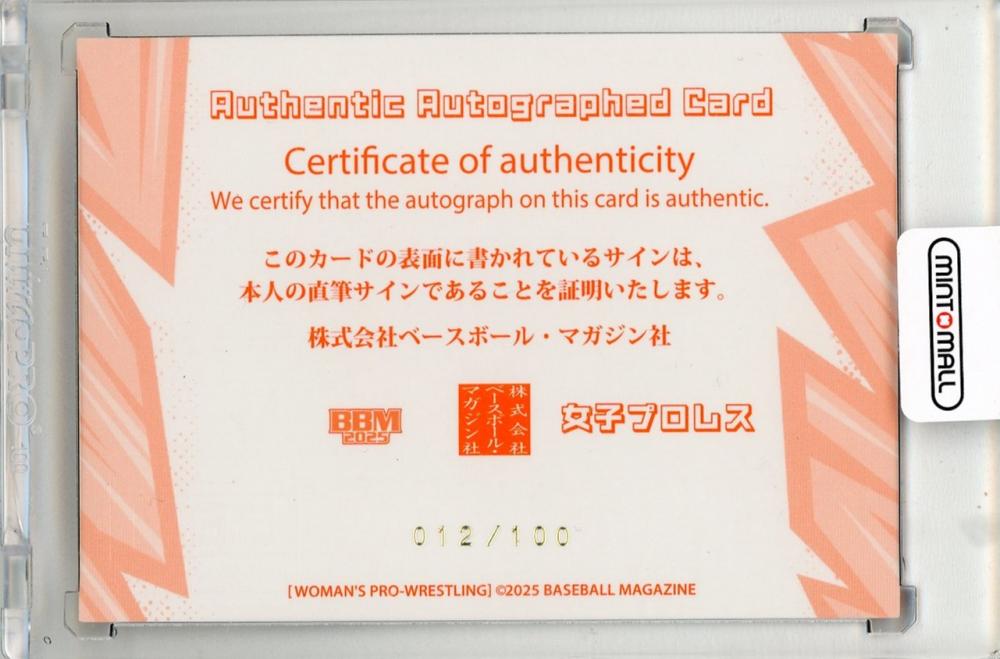 Authentic Autographed Card
Certificate of authenticity
We certify that the autograph on this card is authentic.
このカードの表面に書かれているサインは、
本人の直筆サインであることを証明いたします。
株式会社ベースボール・マガジン社
BBM
2025
株式会社
ベースボール・
マガジン社
女子プロレス
012/100
[WOMAN'S PRO-WRESTLING] ©2025 BASEBALL MAGAZINE
MINTMALL